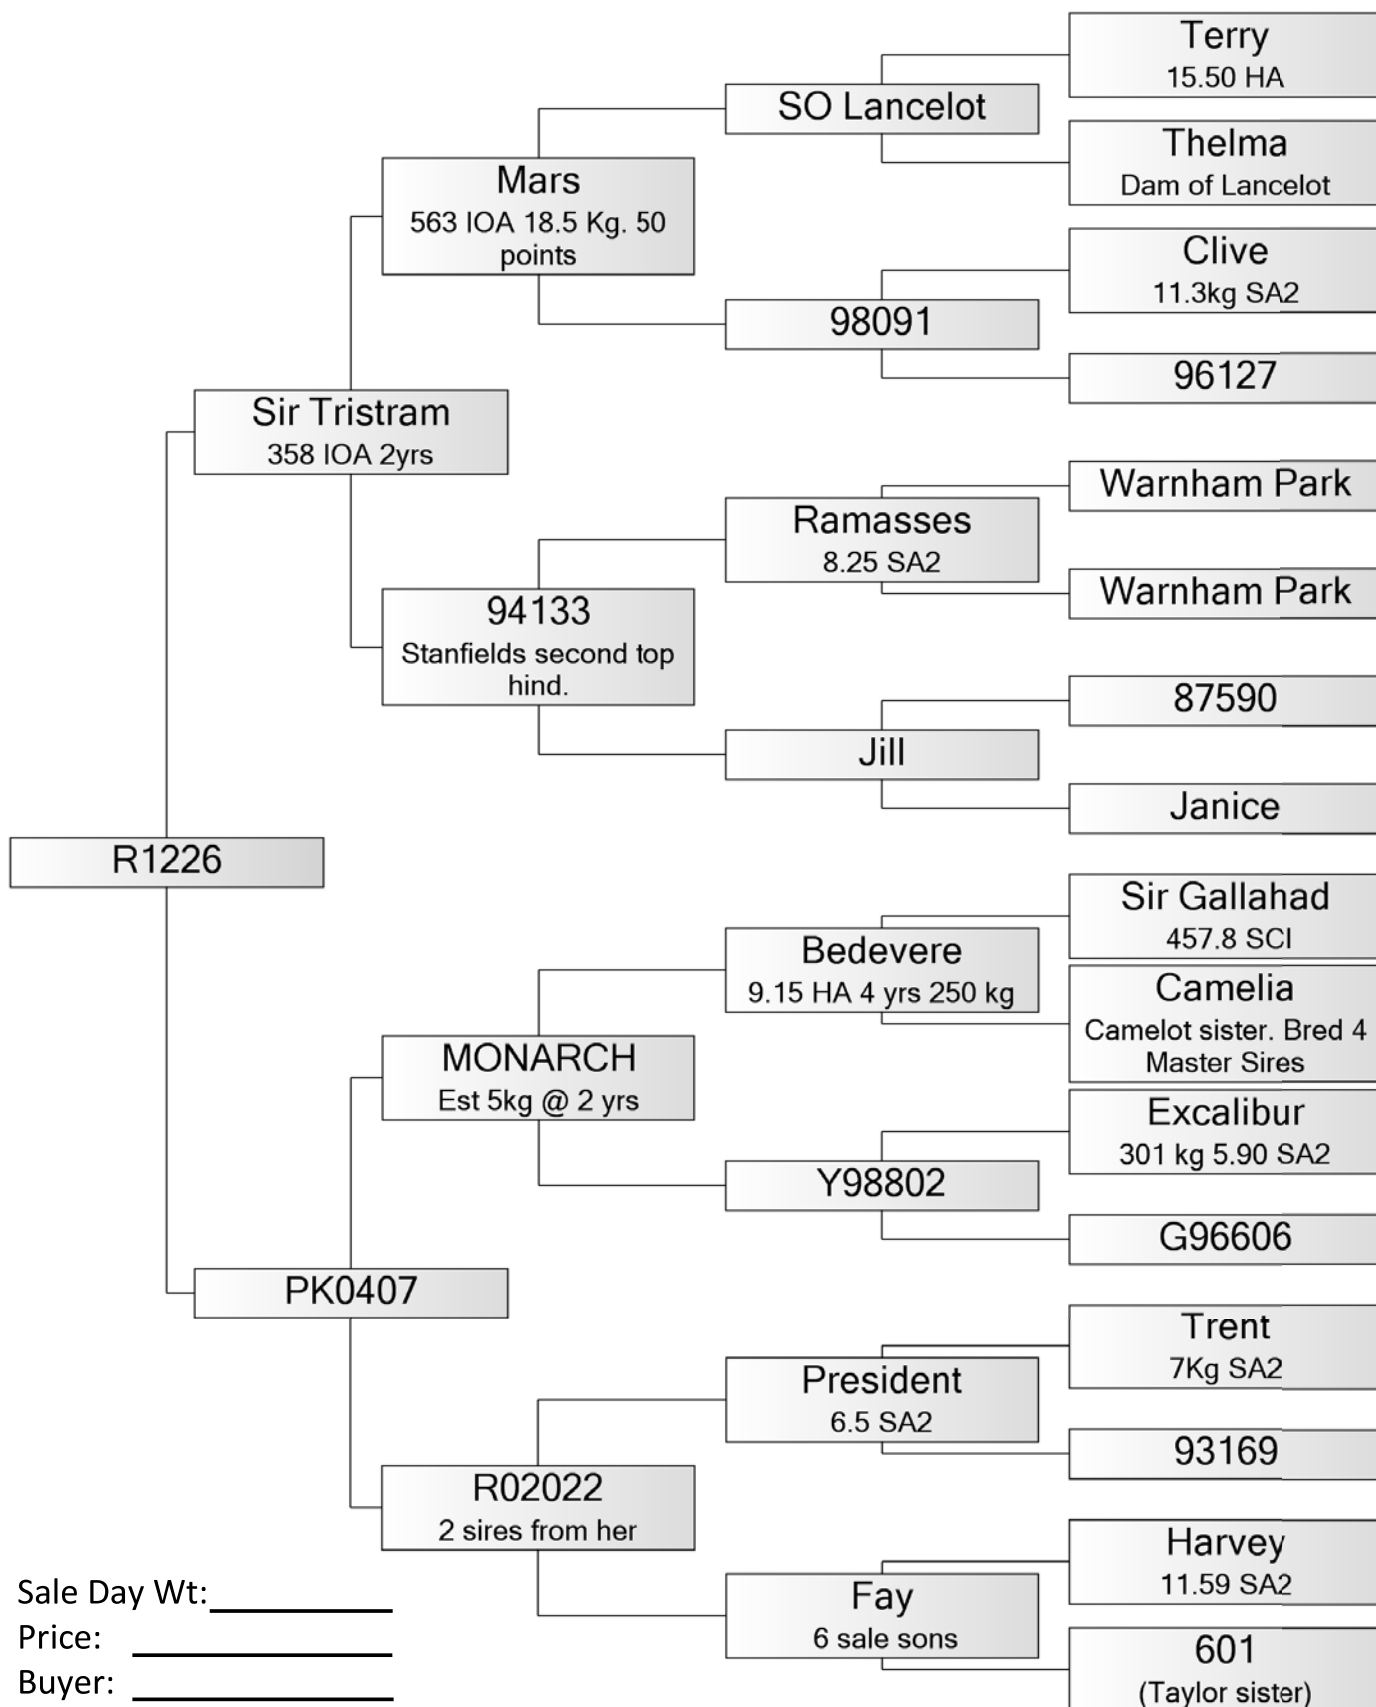 Terry
15.50 HA
SO Lancelot
Thelma
Dam of Lancelot
Mars
563 IOA 18.5 Kg. 50
points
Clive
11.3kg SA2
98091
96127
Sir Tristram
358 IOA 2yrs
Warnham Park
Ramasses
8.25 SA2
Warnham Park
94133
Stanfields second top
hind.
87590
Jill
Janice
R1226
Sir Gallahad
457.8 SCI
Bedevere
9.15 HA 4 yrs 250 kg
Camelia
Camelot sister. Bred 4
Master Sires
MONARCH
Est 5kg @ 2 yrs
Excalibur
301 kg 5.90 SA2
Y98802
G96606
PK0407
Trent
7Kg SA2
President
6.5 SA2
93169
R02022
2 sires from her
Harvey
11.59 SA2
Fay
6 sale sons
601
(Taylor sister)
Sale Day Wt:
Price:
Buyer: